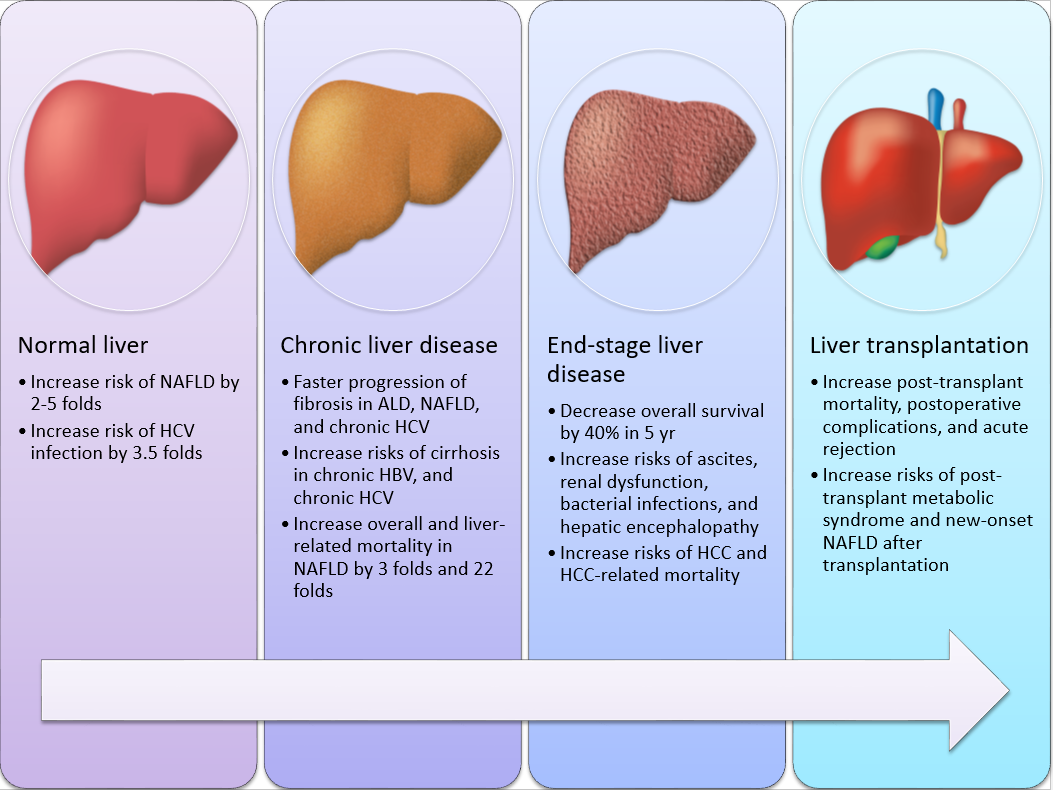 Normal liver
• Increase risk of NAFLD by
2-5 folds
• Increase risk of HCV
infection by 3.5 folds
Chronic liver disease
• Faster progression of
fibrosis in ALD, NAFLD,
and chronic HCV
• Increase risks of cirrhosis
in chronic HBV, and
chronic HCV
• Increase overall and liver-
related mortality in
NAFLD by 3 folds and 22
folds
End-stage liver
disease
• Decrease overall survival
by 40% in 5 yr
• Increase risks of ascites,
renal dysfunction,
bacterial infections, and
hepatic encephalopathy
• Increase risks of HCC and
HCC-related mortality
Liver transplantation
• Increase post-transplant
mortality, postoperative
complications, and acute
rejection
• Increase risks of post-
transplant metabolic
syndrome and new-onset
NAFLD after
transplantation